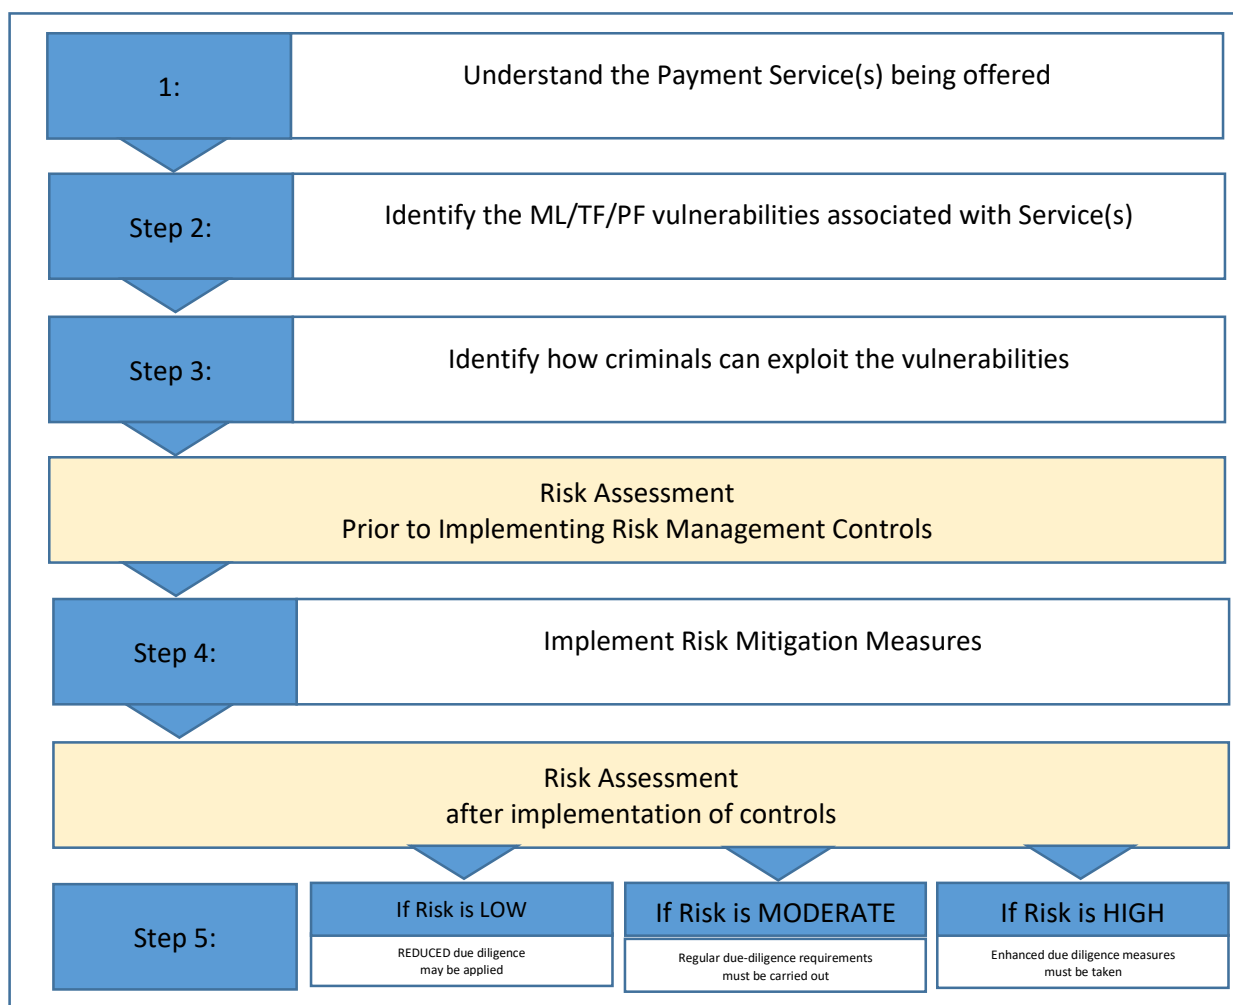 1:
Understand the Payment Service(s) being offered
Step 2:
Identify the ML/TF/PF vulnerabilities associated with Service(s)
Step 3:
Identify how criminals can exploit the vulnerabilities
Risk Assessment
Prior to Implementing Risk Management Controls
Step 4:
Implement Risk Mitigation Measures
Risk Assessment
after implementation of controls
Step 5:
If Risk is LOW
REDUCED due diligence
may be applied
If Risk is MODERATE
Regular due-diligence requirements
must be carried out
If Risk is HIGH
Enhanced due diligence measures
must be taken